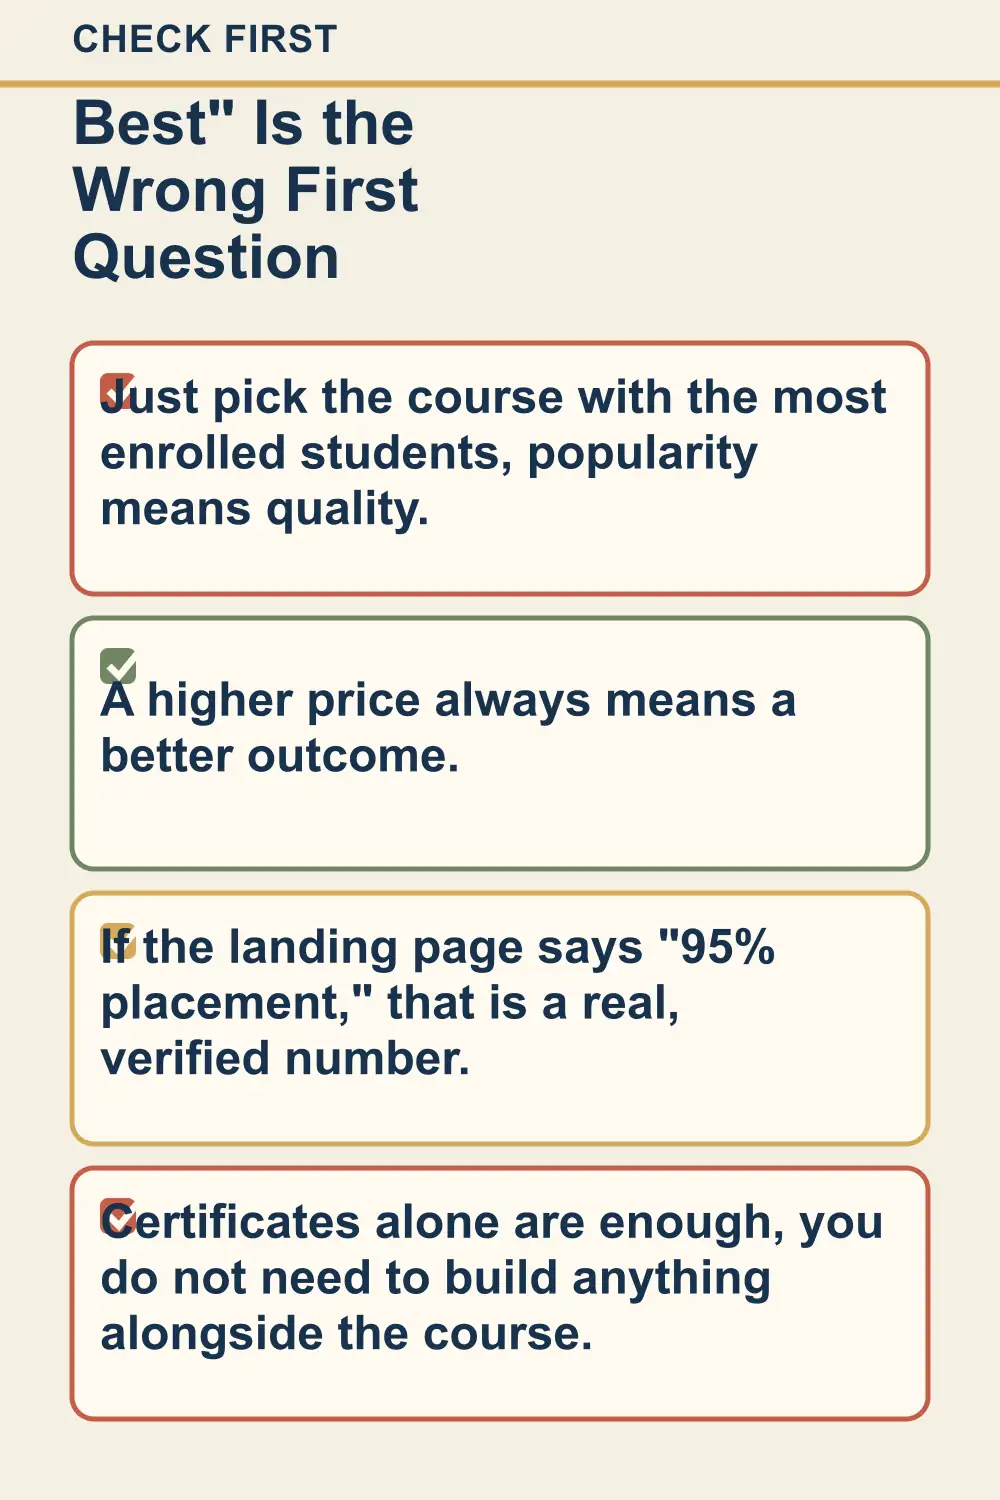 CHECK FIRST
Best" Is the
Wrong First
Question
Just pick the course with the most
enrolled students, popularity
means quality.
A higher price always means a
better outcome.
If the landing page says "95%
placement," that is a real,
verified number.
Certificates alone are enough, you
do not need to build anything
alongside the course.